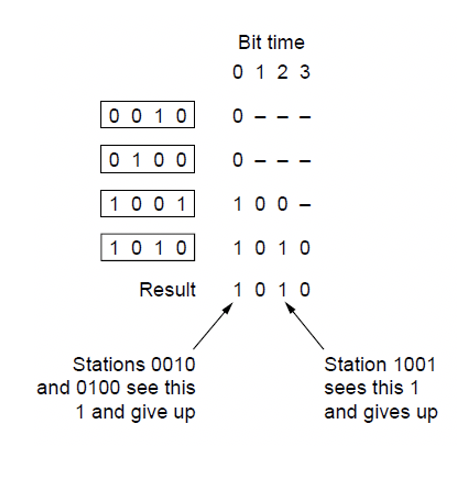 Bit time
0 1 2 3
0 0 1 0 0 – – –
0 1 0 0 0 – – –
1 0 0 1 1 0 0 –
1 0 1 0 1 0 1 0
Result 1 0 1 0
Stations 0010
and 0100 see this
1 and give up
Station 1001
sees this 1
and gives up